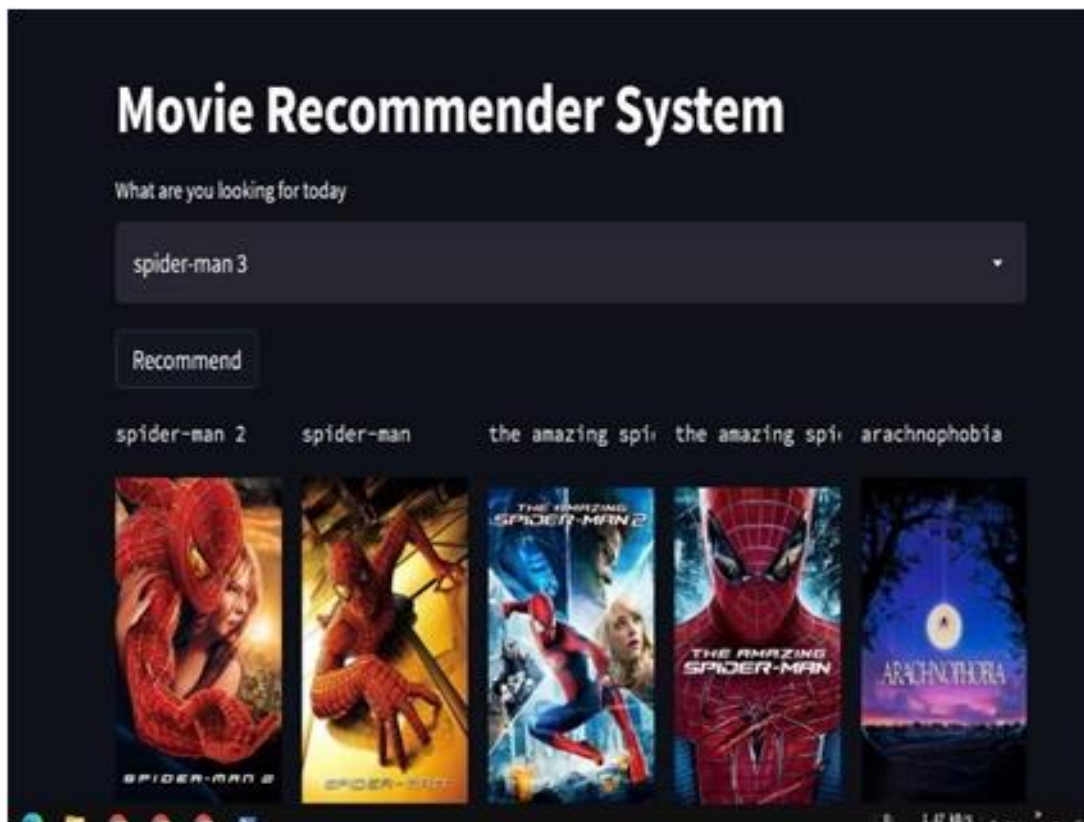 Movie Recommender System
What are you looking for today
spider-man 3
Recommend
spider-man 2
spider-man
the amazing spi
the amazing spi
arachnophobia
SPIDER-MAN 2
SPIDER-MAN
THE AMAZING
SPIDER-MAN 2
THE AMAZING
SPIDER-MAN
ARACHNOPHOBIA